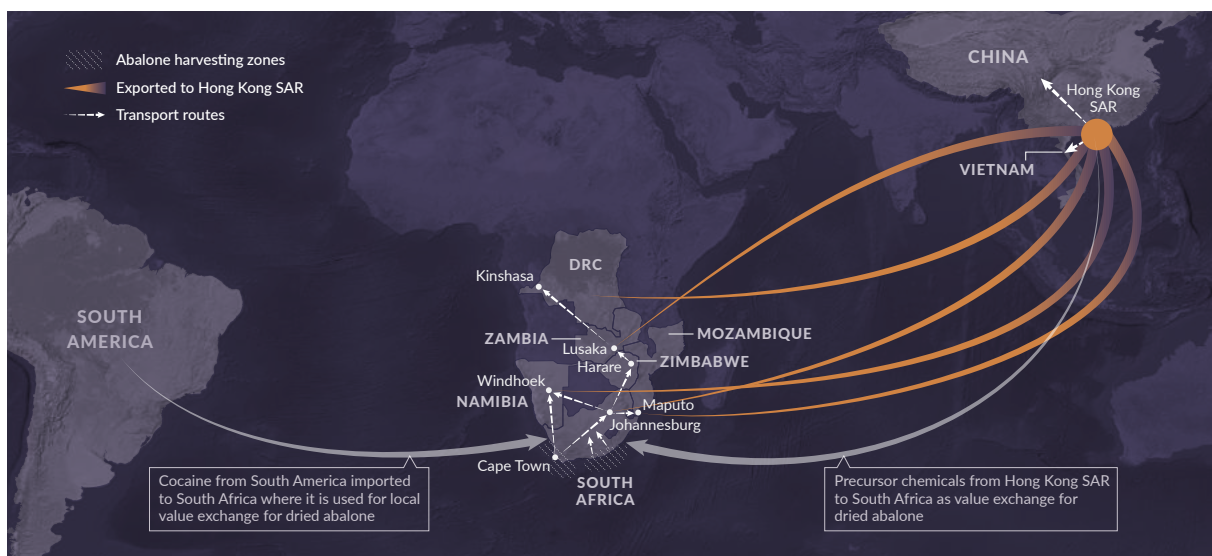 Abalone harvesting zones
Exported to Hong Kong SAR
Transport routes
CHINA
Hong Kong
SAR
VIETNAM
SOUTH
AMERICA
DRC
Kinshasa
ZAMBIA
MOZAMBIQUE
Lusaka
ZIMBABWE
Harare
Windhoek
NAMIBIA
Maputo
Johannesburg
Cape Town
SOUTH
AFRICA
Cocaine from South America imported
to South Africa where it is used for local
value exchange for dried abalone
Precursor chemicals from Hong Kong SAR
to South Africa as value exchange for
dried abalone